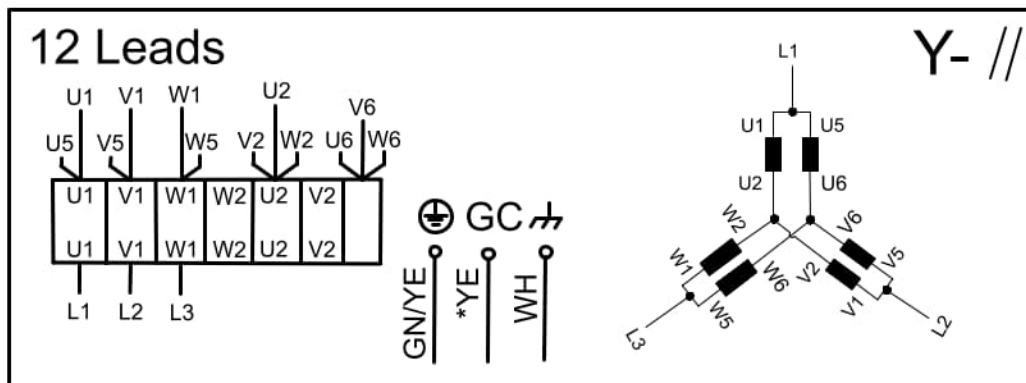 12 Leads
Y- //
U1 V1 W1 U2 V6
U5 V5 W5 V2 W2 U6 W6
U1 V1 W1 W2 U2 V2
U1 V1 W1 W2 U2 V2
L1 L2 L3
GC
GN/YE *YE WH
L1
U1 U5
U2 U6
W2 V6
W1 W6 V2 V5
W5 V1
L3 L2